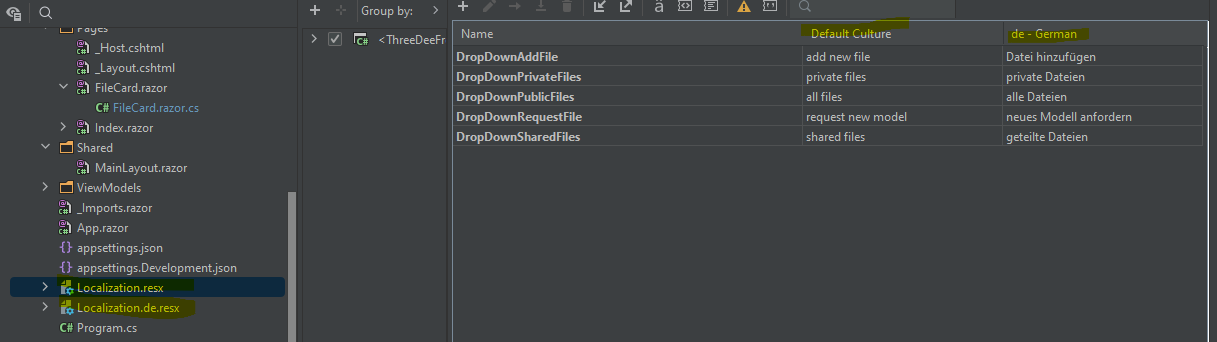 Group by:
<ThreeDeeFr
Pages
_Host.cshtml
_Layout.cshtml
FileCard.razor
C# FileCard.razor.cs
Index.razor
Shared
MainLayout.razor
ViewModels
_Imports.razor
App.razor
appsettings.json
appsettings.Development.json
Localization.resx
Localization.de.resx
C# Program.cs
Name Default Culture de - German
DropDownAddFile add new file Datei hinzufügen
DropDownPrivateFiles private files private Dateien
DropDownPublicFiles all files alle Dateien
DropDownRequestFile request new model neues Modell anfordern
DropDownSharedFiles shared files geteilte Dateien